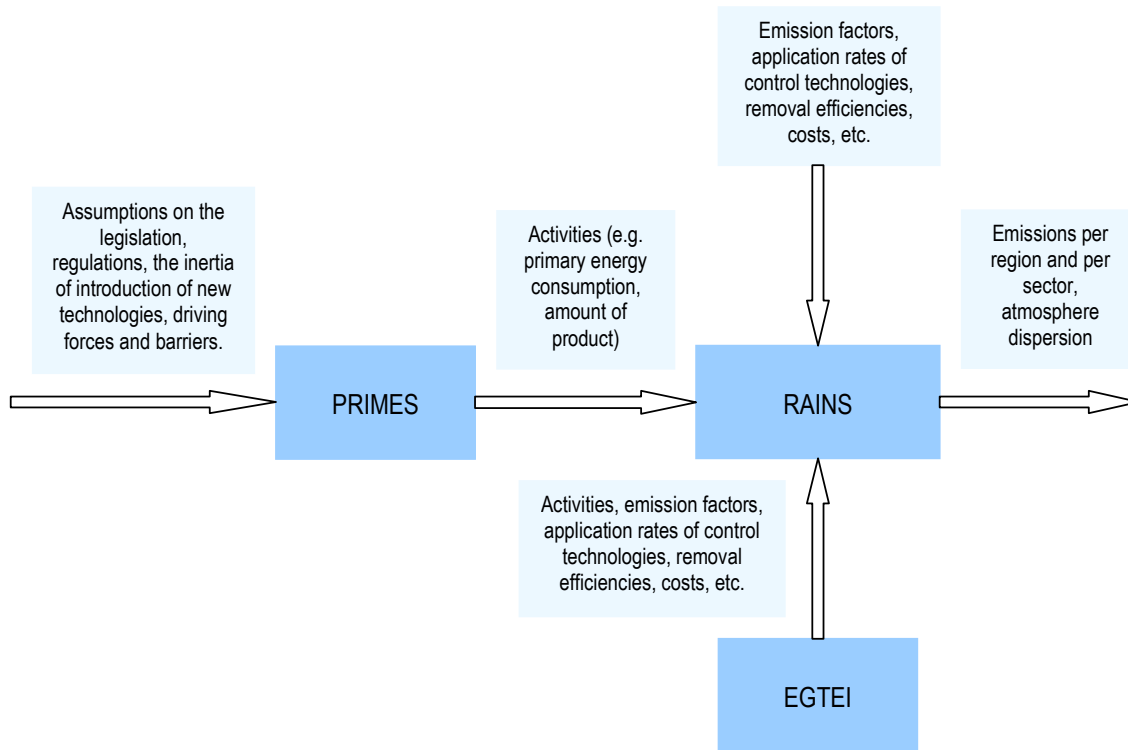 Emission factors,
application rates of
control technologies,
removal efficiencies,
costs, etc.
Assumptions on the
legislation,
regulations, the inertia
of introduction of new
technologies, driving
forces and barriers.
Activities (e.g.
primary energy
consumption,
amount of
product)
Emissions per
region and per
sector,
atmosphere
dispersion
PRIMES
RAINS
Activities, emission factors,
application rates of control
technologies, removal
efficiencies, costs, etc.
EGTEI